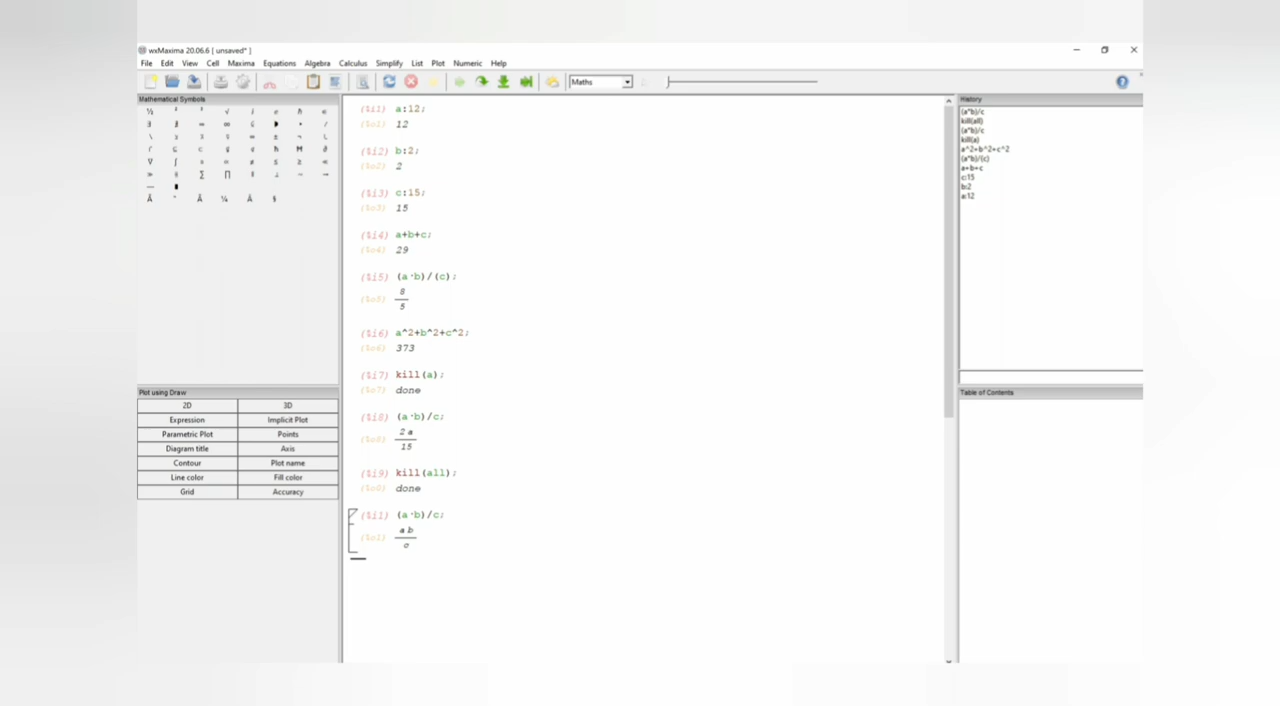 wxMaxima 20.06.6 [ unsaved* ]
File Edit View Cell Maxima Equations Algebra Calculus Simplify List Plot Numeric Help
Maths
Mathematical Symbols
Plot using Draw
2D 3D
Expression Implicit Plot
Parametric Plot Points
Diagram title Axis
Contour Plot name
Line color Fill color
Grid Accuracy
(%i1) a:12;
(%o1) 12
(%i2) b:2;
(%o2) 2
(%i3) c:15;
(%o3) 15
(%i4) a+b+c;
(%o4) 29
(%i5) (a·b)/(c);
(%o5) 8
5
(%i6) a^2+b^2+c^2;
(%o6) 373
(%i7) kill(a);
(%o7) done
(%i8) (a·b)/c;
(%o8) 2 a
15
(%i9) kill(all);
(%o0) done
(%i1) (a·b)/c;
(%o1) a b
c
History
(a*b)/c
kill(all)
(a*b)/c
kill(a)
a^2+b^2+c^2
(a*b)/(c)
a+b+c
c:15
b:2
a:12
Table of Contents